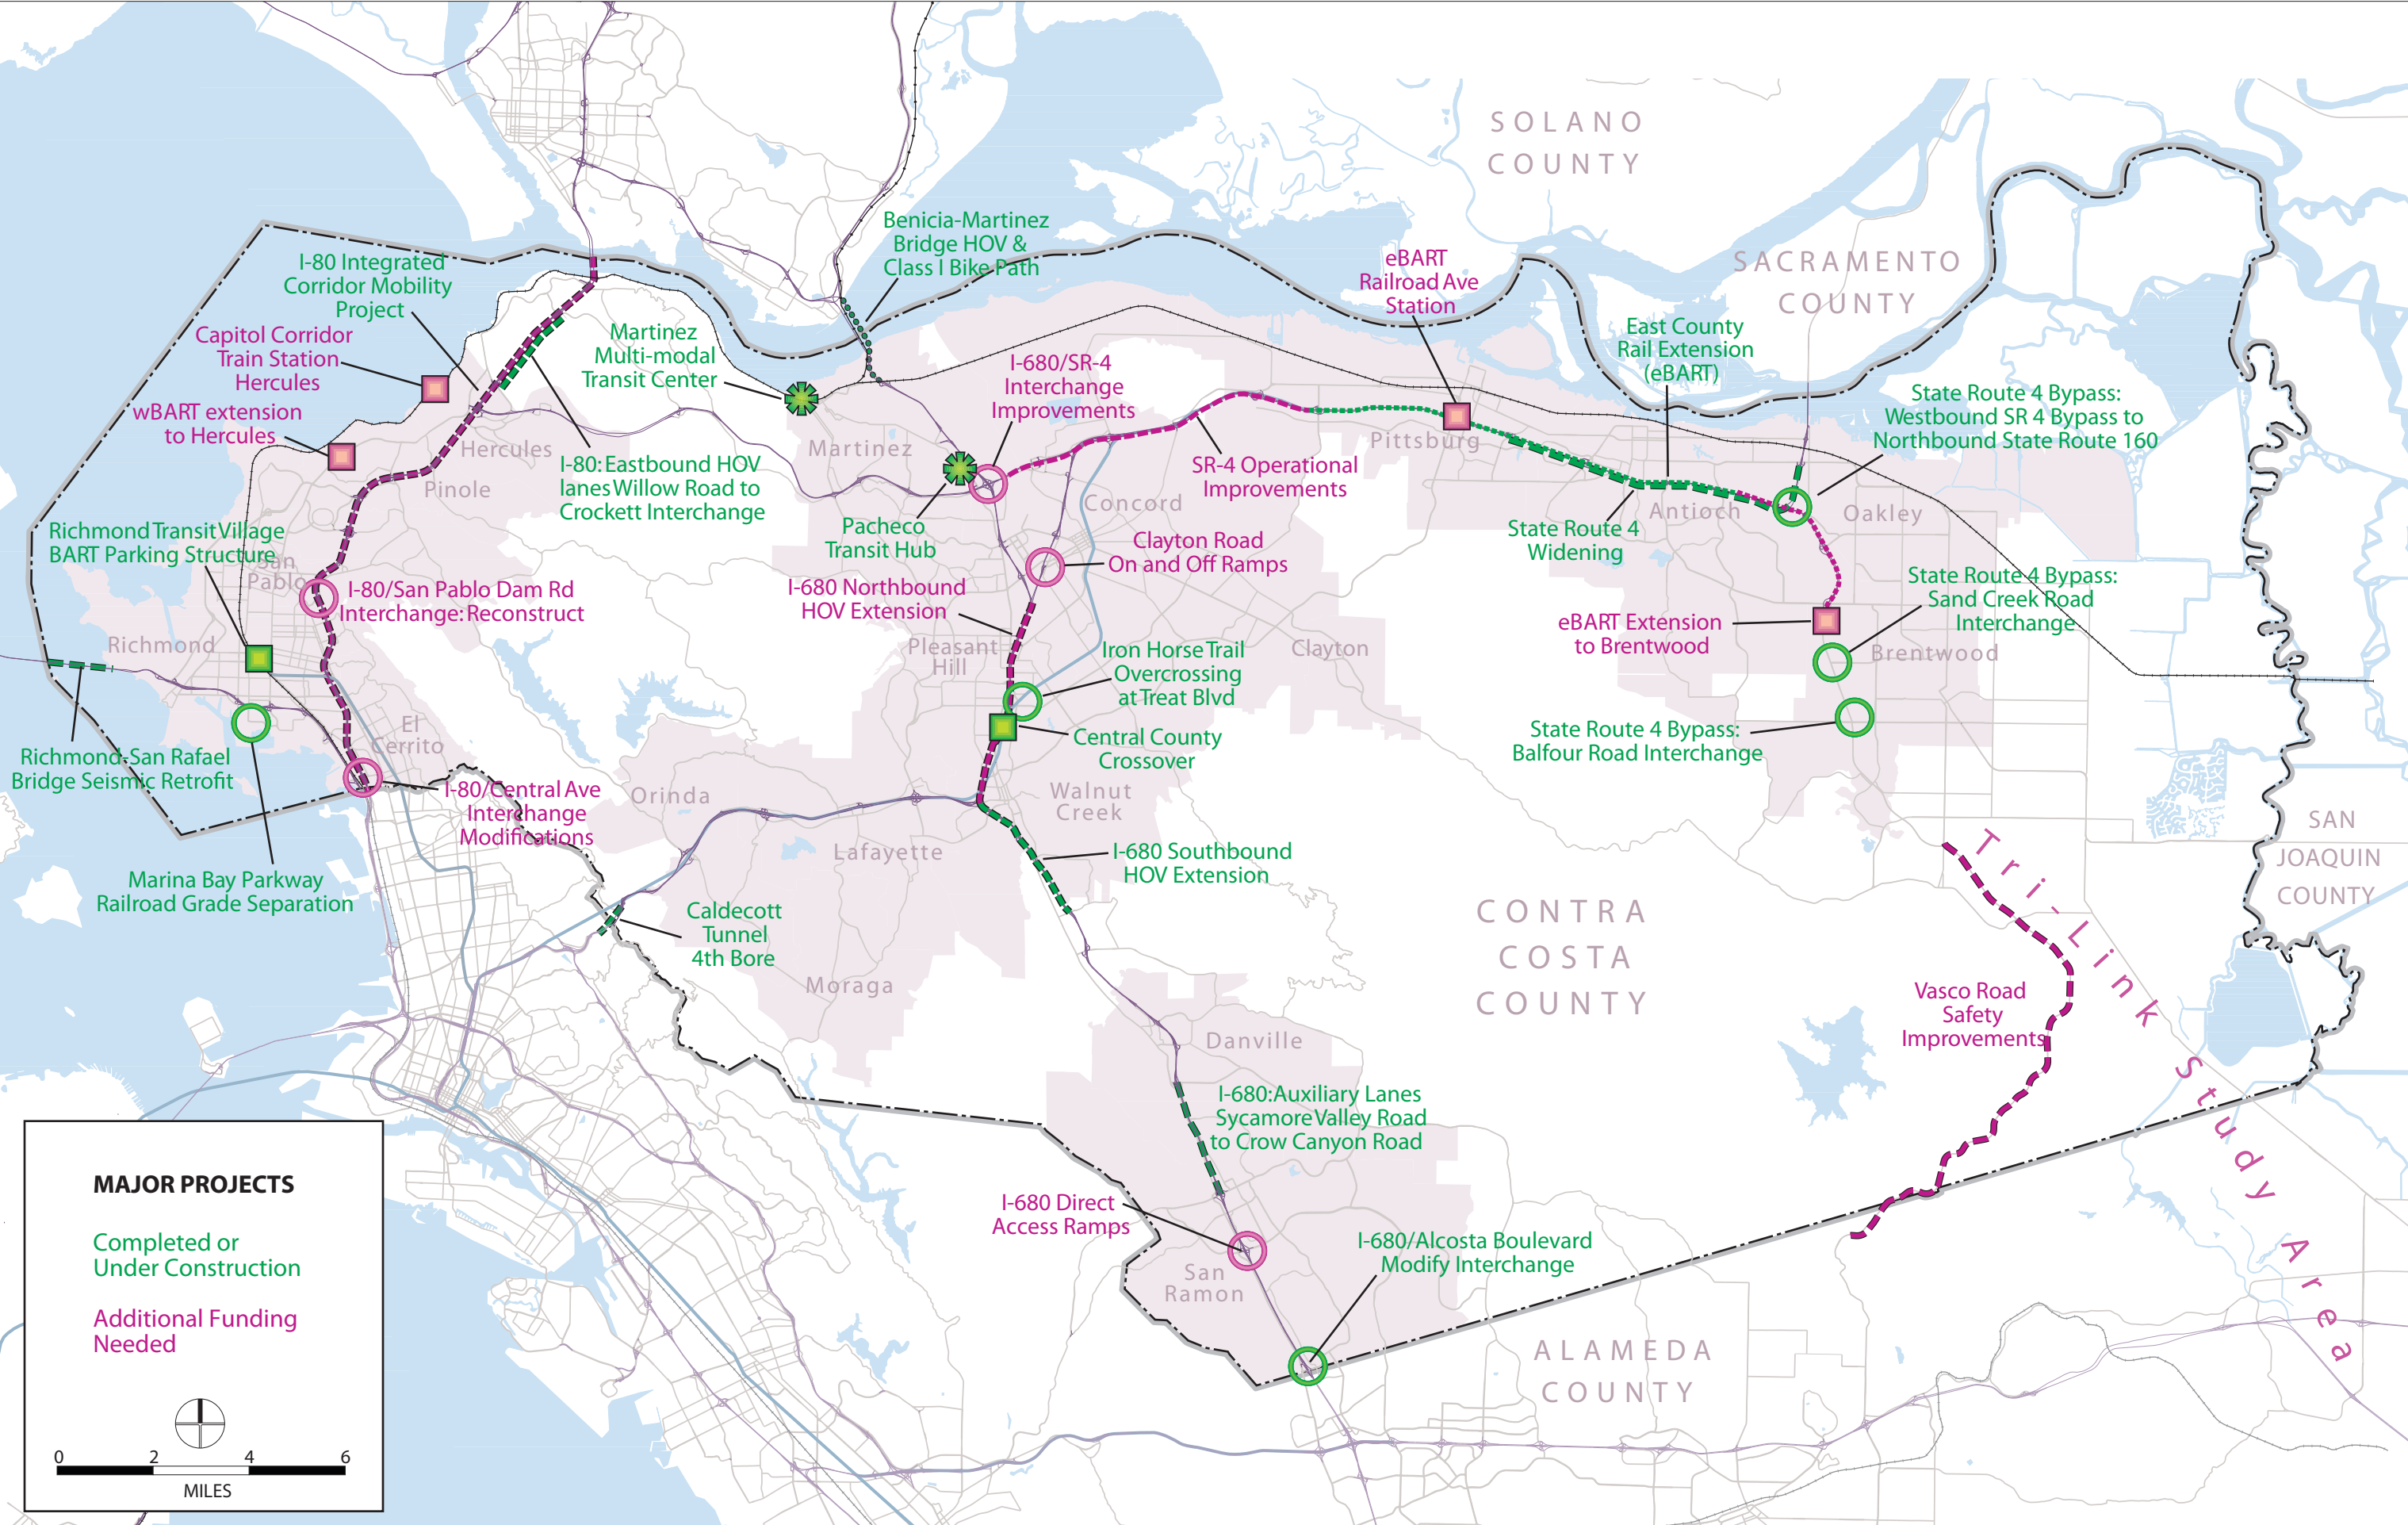 SOLANO
COUNTY
SACRAMENTO
COUNTY
Benicia-Martinez
Bridge HOV &
Class I Bike Path
I-80 Integrated
Corridor Mobility
Project
eBART
Railroad Ave
Station
Capitol Corridor
Train Station
Hercules
Martinez
Multi-modal
Transit Center
I-680/SR-4
Interchange
Improvements
East County
Rail Extension
(eBART)
State Route 4 Bypass:
Westbound SR 4 Bypass to
Northbound State Route 160
wBART extension
to Hercules
Hercules
Martinez
Pittsburg
I-80: Eastbound HOV
lanes Willow Road to
Crockett Interchange
SR-4 Operational
Improvements
Pinole
Concord
Antioch
Oakley
Richmond Transit Village
BART Parking Structure
Pacheco
Transit Hub
State Route 4
Widening
San
Pablo
Clayton Road
On and Off Ramps
I-80/San Pablo Dam Rd
Interchange: Reconstruct
I-680 Northbound
HOV Extension
State Route 4 Bypass:
Sand Creek Road
Interchange
eBART Extension
to Brentwood
Richmond
Pleasant
Hill
Iron Horse Trail
Overcrossing
at Treat Blvd
Clayton
Brentwood
El
Cerrito
Central County
Crossover
State Route 4 Bypass:
Balfour Road Interchange
Richmond-San Rafael
Bridge Seismic Retrofit
I-80/Central Ave
Interchange
Modifications
Orinda
Walnut
Creek
SAN
JOAQUIN
COUNTY
Lafayette
I-680 Southbound
HOV Extension
Tri-Link Study Area
Marina Bay Parkway
Railroad Grade Separation
Caldecott
Tunnel
4th Bore
CONTRA
COSTA
COUNTY
Moraga
Vasco Road
Safety
Improvements
Danville
I-680: Auxiliary Lanes
Sycamore Valley Road
to Crow Canyon Road
I-680 Direct
Access Ramps
I-680/Alcosta Boulevard
Modify Interchange
San
Ramon
ALAMEDA
COUNTY
MAJOR PROJECTS
Completed or
Under Construction
Additional Funding
Needed
0 2 4 6
MILES